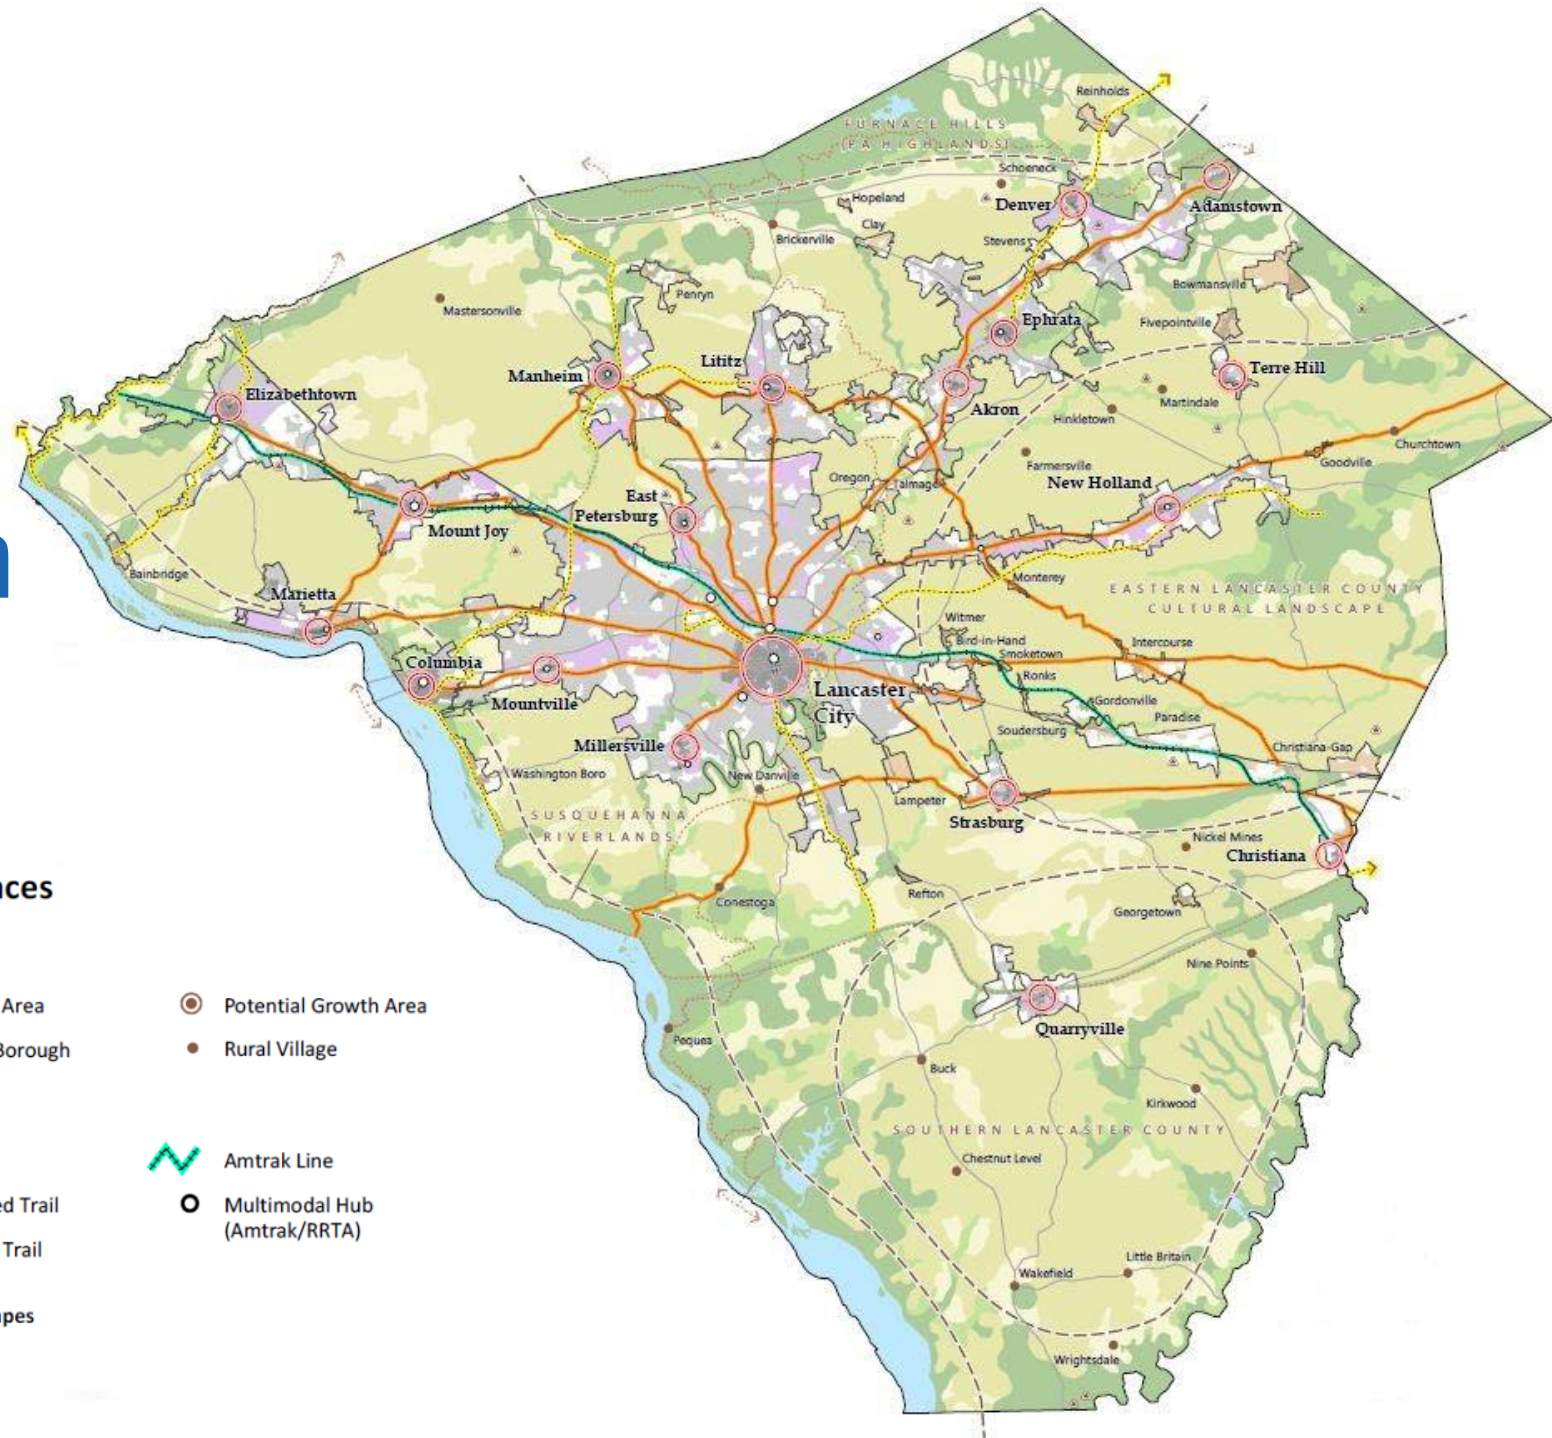 Reinholds
FURNACE HILLS
(PA HIGHLANDS)
Schoeneck
Hopeland
Denver
Adamstown
Clay
Brickerville
Stevens
Bowmansville
Penryn
Mastersonville
Ephrata
Fivepointville
Manheim
Lititz
Terre Hill
Elizabethtown
Akron
Martindale
Hinkletown
Churchtown
Goodville
Farmersville
Oregon
Talmage
New Holland
East
Petersburg
Mount Joy
Bainbridge
Monterey
EASTERN LANCASTER COUNTY
CULTURAL LANDSCAPE
Marietta
Witmer
Bird-in-Hand
Intercourse
Smoketown
Columbia
Ronks
Lancaster
City
Mountville
Gordonville
Paradise
Soudersburg
Millersville
Christiana-Gap
Washington Boro
New Danville
Lampeter
SUSQUEHANNA
RIVERLANDS
Strasburg
Nickel Mines
Christiana
nces
Refton
Conestoga
Georgetown
Nine Points
Area
Potential Growth Area
Quarryville
Borough
Rural Village
Pequea
Buck
Kirkwood
SOUTHERN LANCASTER COUNTY
Amtrak Line
Chestnut Level
ed Trail
Multimodal Hub
(Amtrak/RRTA)
Trail
Little Britain
Wakefield
apes
Wrightsdale